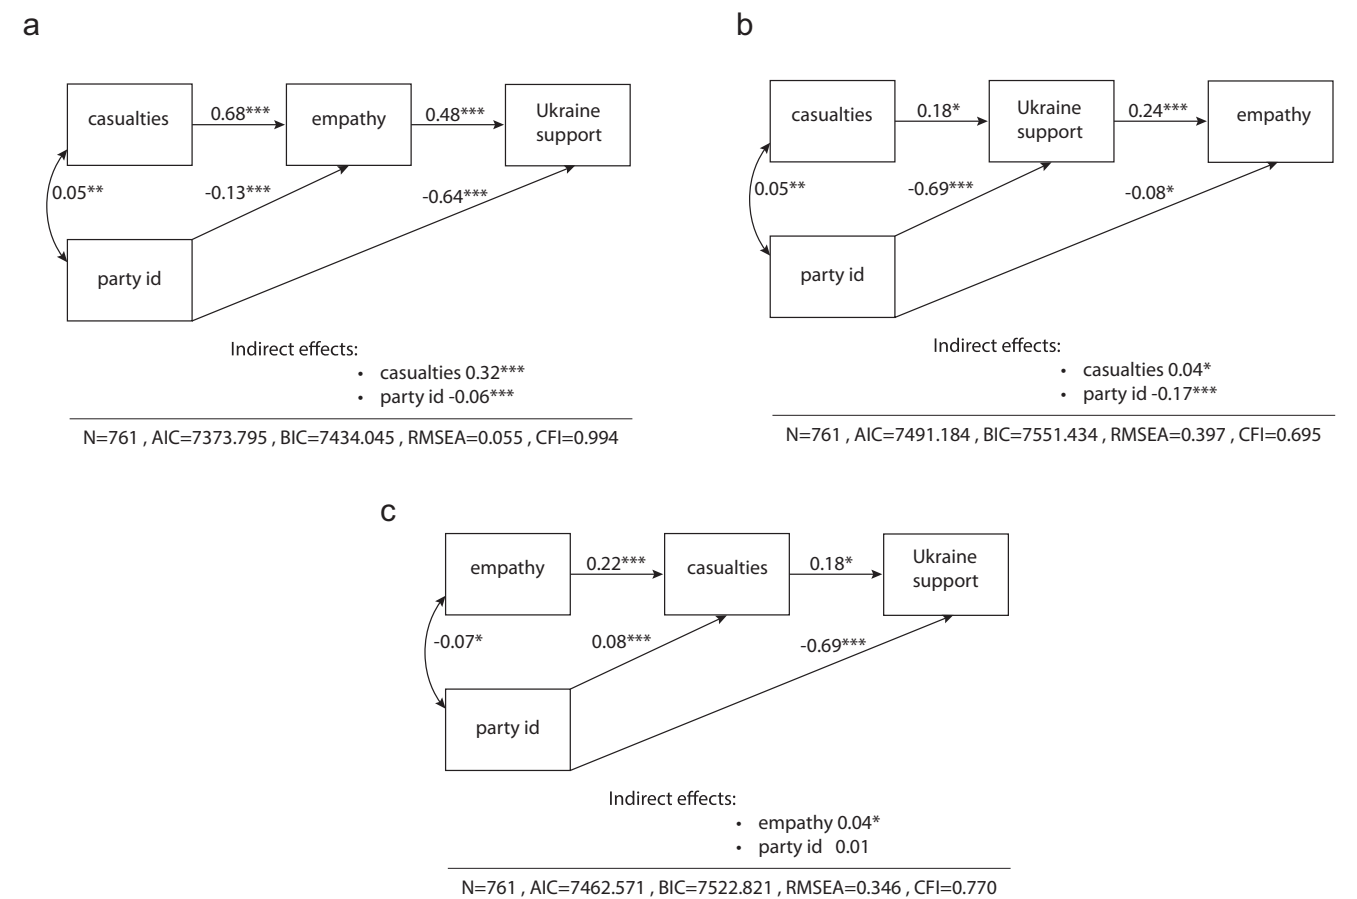 a
casualties
0.68***
empathy
0.48***
Ukraine
support
0.05**
-0.13***
-0.64***
party id
Indirect effects:
• casualties 0.32***
• party id -0.06***
N=761 , AIC=7373.795 , BIC=7434.045 , RMSEA=0.055 , CFI=0.994
b
casualties
0.18*
Ukraine
support
0.24***
empathy
0.05**
-0.69***
-0.08*
party id
Indirect effects:
• casualties 0.04*
• party id -0.17***
N=761 , AIC=7491.184 , BIC=7551.434 , RMSEA=0.397 , CFI=0.695
c
empathy
0.22***
casualties
0.18*
Ukraine
support
-0.07*
0.08***
-0.69***
party id
Indirect effects:
• empathy 0.04*
• party id 0.01
N=761 , AIC=7462.571 , BIC=7522.821 , RMSEA=0.346 , CFI=0.770